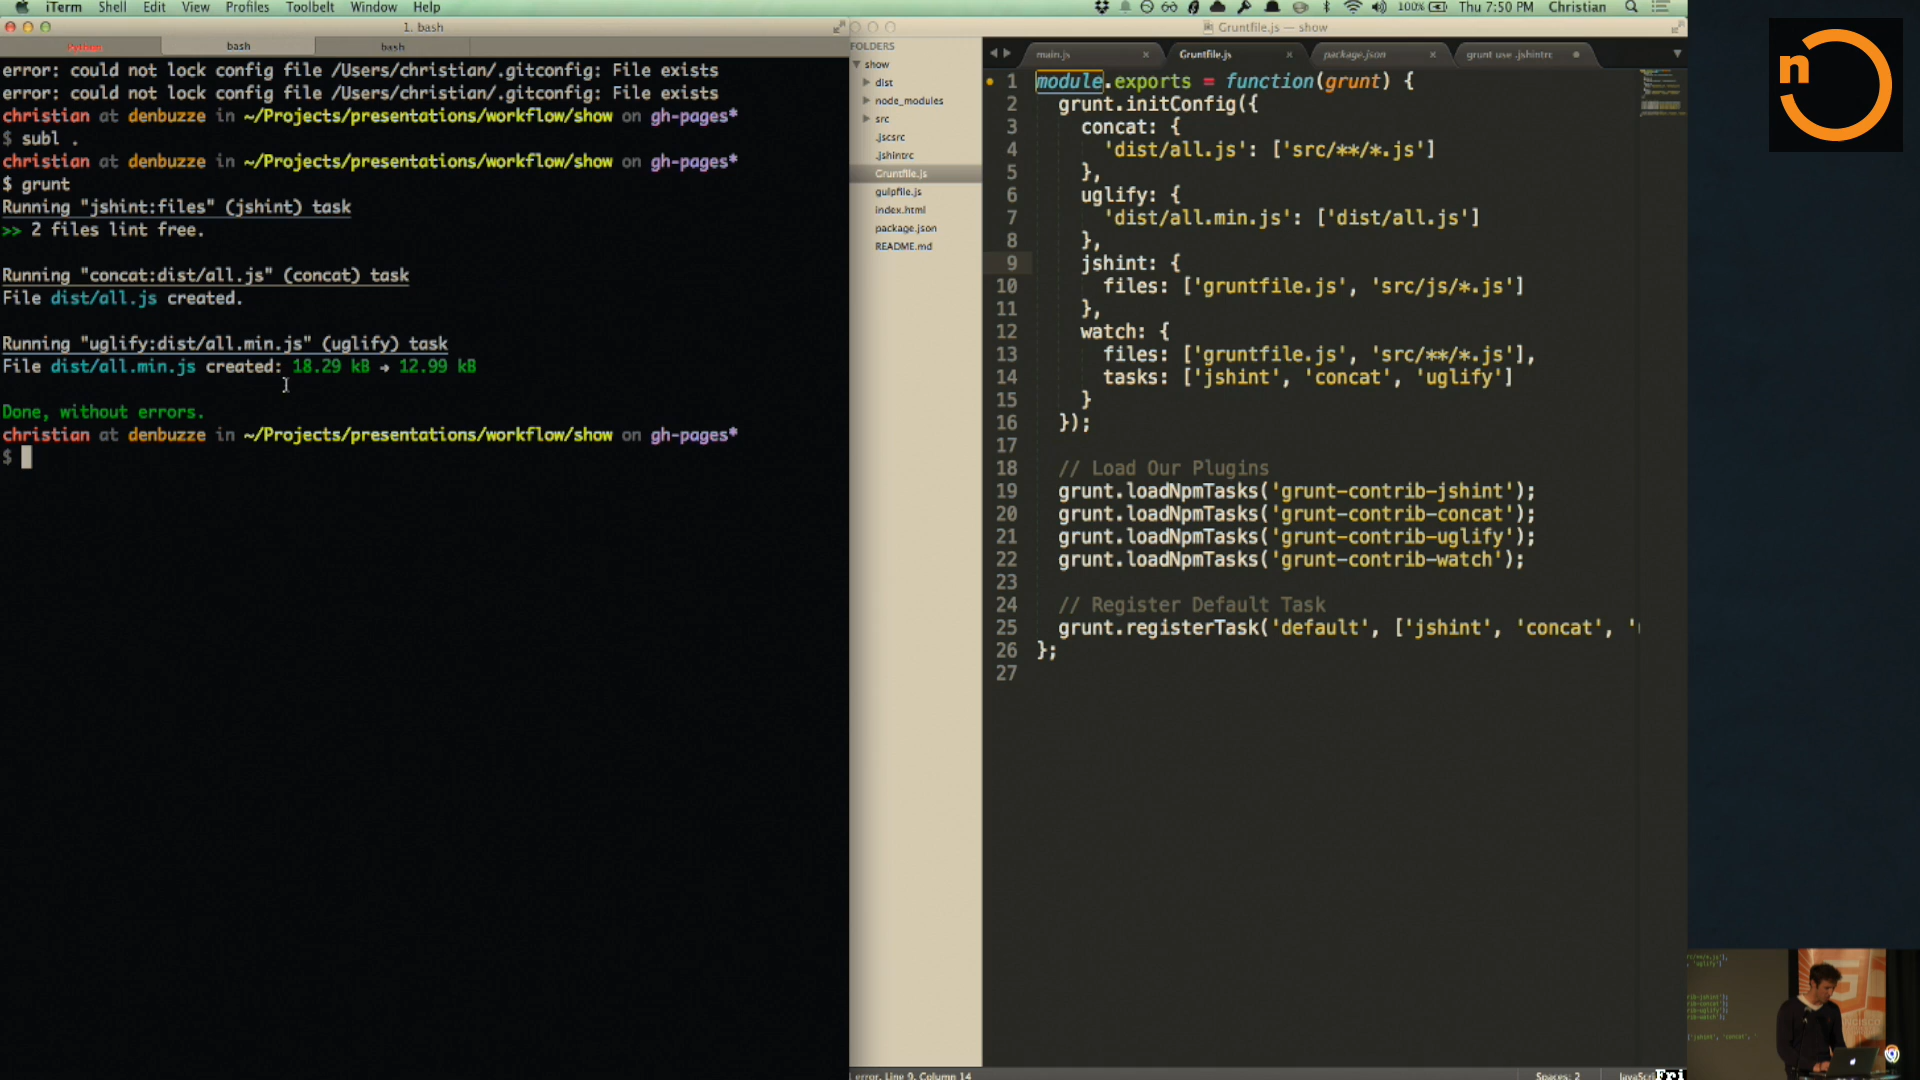 iTerm Shell Edit View Profiles Toolbelt Window Help
100% Thu 7:50 PM Christian
1. bash
Python bash bash
error: could not lock config file /Users/christian/.gitconfig: File exists
error: could not lock config file /Users/christian/.gitconfig: File exists
christian at denbuzze in ~/Projects/presentations/workflow/show on gh-pages*
$ subl .
christian at denbuzze in ~/Projects/presentations/workflow/show on gh-pages*
$ grunt
Running "jshint:files" (jshint) task
>> 2 files lint free.
Running "concat:dist/all.js" (concat) task
File dist/all.js created.
Running "uglify:dist/all.min.js" (uglify) task
File dist/all.min.js created: 18.29 kB → 12.99 kB
Done, without errors.
christian at denbuzze in ~/Projects/presentations/workflow/show on gh-pages*
$
Gruntfile.js — show
FOLDERS
show
dist
node_modules
src
.jscsrc
.jshintrc
Gruntfile.js
gulpfile.js
index.html
package.json
README.md
main.js Gruntfile.js package.json grunt use .jshintrc
1 module.exports = function(grunt) {
2 grunt.initConfig({
3 concat: {
4 'dist/all.js': ['src/**/*.js']
5 },
6 uglify: {
7 'dist/all.min.js': ['dist/all.js']
8 },
9 jshint: {
10 files: ['gruntfile.js', 'src/js/*.js']
11 },
12 watch: {
13 files: ['gruntfile.js', 'src/**/*.js'],
14 tasks: ['jshint', 'concat', 'uglify']
15 }
16 });
17
18 // Load Our Plugins
19 grunt.loadNpmTasks('grunt-contrib-jshint');
20 grunt.loadNpmTasks('grunt-contrib-concat');
21 grunt.loadNpmTasks('grunt-contrib-uglify');
22 grunt.loadNpmTasks('grunt-contrib-watch');
23
24 // Register Default Task
25 grunt.registerTask('default', ['jshint', 'concat', '
26 };
27
error, Line 9, Column 14
Spaces: 2
Fri
n